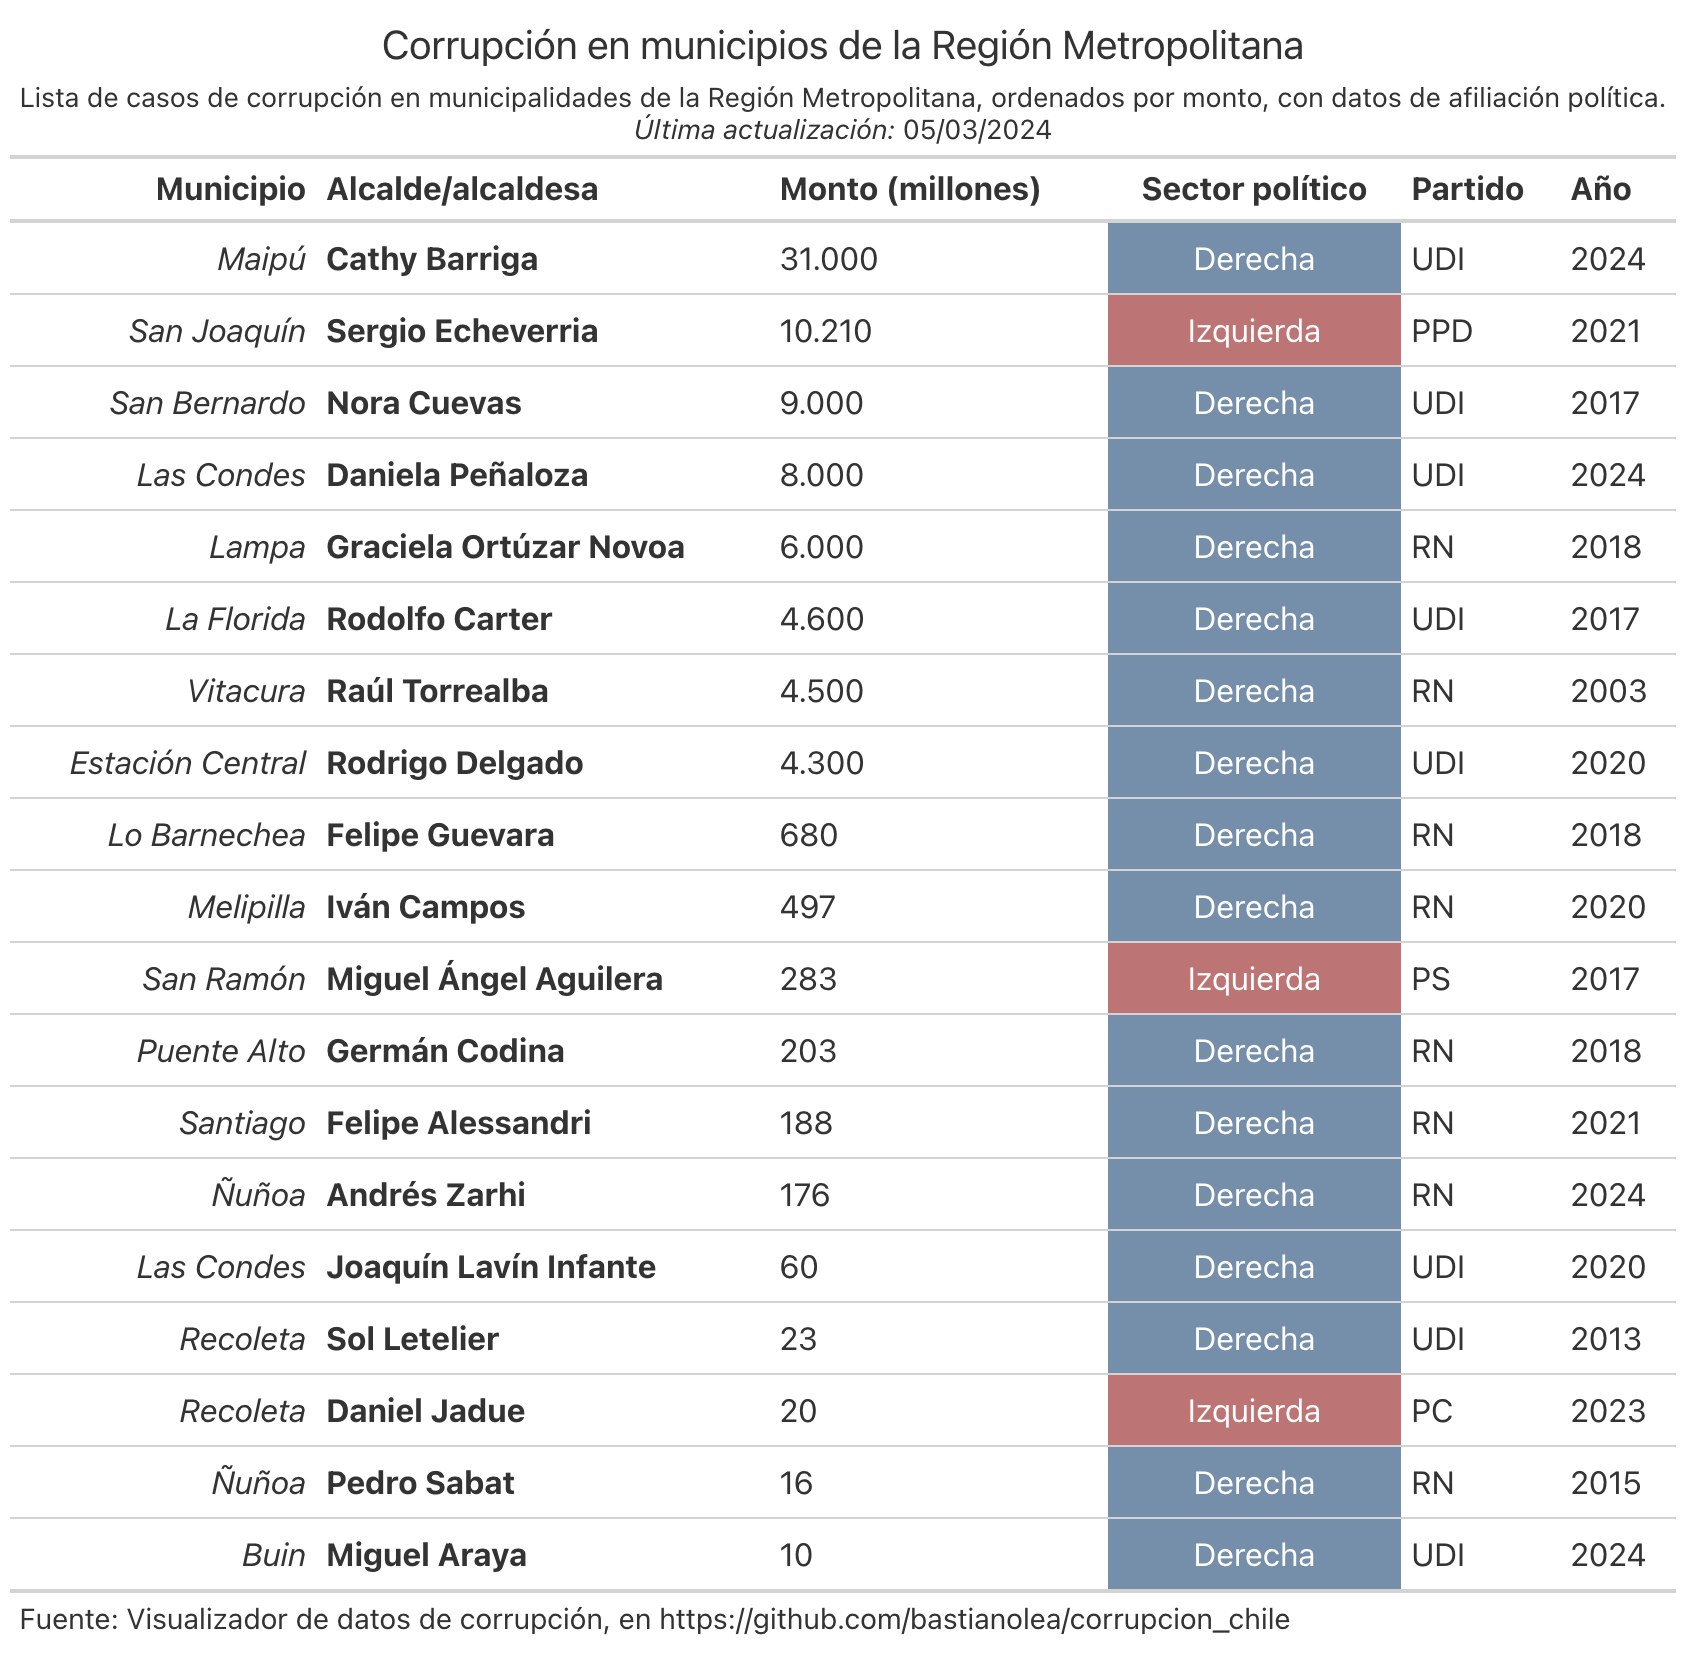 Corrupción en municipios de la Región Metropolitana
Lista de casos de corrupción en municipalidades de la Región Metropolitana, ordenados por monto, con datos de afiliación política.
Última actualización: 05/03/2024
Municipio Alcalde/alcaldesa Monto (millones) Sector político Partido Año
Maipú Cathy Barriga 31.000 Derecha UDI 2024
San Joaquín Sergio Echeverria 10.210 Izquierda PPD 2021
San Bernardo Nora Cuevas 9.000 Derecha UDI 2017
Las Condes Daniela Peñaloza 8.000 Derecha UDI 2024
Lampa Graciela Ortúzar Novoa 6.000 Derecha RN 2018
La Florida Rodolfo Carter 4.600 Derecha UDI 2017
Vitacura Raúl Torrealba 4.500 Derecha RN 2003
Estación Central Rodrigo Delgado 4.300 Derecha UDI 2020
Lo Barnechea Felipe Guevara 680 Derecha RN 2018
Melipilla Iván Campos 497 Derecha RN 2020
San Ramón Miguel Ángel Aguilera 283 Izquierda PS 2017
Puente Alto Germán Codina 203 Derecha RN 2018
Santiago Felipe Alessandri 188 Derecha RN 2021
Ñuñoa Andrés Zarhi 176 Derecha RN 2024
Las Condes Joaquín Lavín Infante 60 Derecha UDI 2020
Recoleta Sol Letelier 23 Derecha UDI 2013
Recoleta Daniel Jadue 20 Izquierda PC 2023
Ñuñoa Pedro Sabat 16 Derecha RN 2015
Buin Miguel Araya 10 Derecha UDI 2024
Fuente: Visualizador de datos de corrupción, en https://github.com/bastianolea/corrupcion_chile